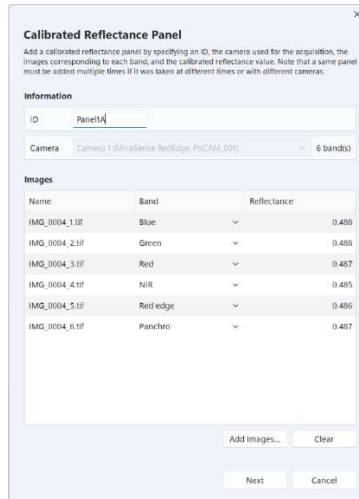 Calibrated Reflectance Panel
Add a calibrated reflectance panel by specifying an ID, the camera used for the acquisition, the
images corresponding to each band, and the calibrated reflectance value. Note that a same panel
must be added multiple times if it was taken at different times or with different cameras.
Information
ID Panel1A
Camera Camera 1 (MicaSense RedEdge-P)(CAM_001) 6 band(s)
Images
Name Band Reflectance
IMG_0004_1.tif Blue 0.488
IMG_0004_2.tif Green 0.488
IMG_0004_3.tif Red 0.487
IMG_0004_4.tif NIR 0.485
IMG_0004_5.tif Red edge 0.486
IMG_0004_6.tif Panchro 0.487
Add images... Clear
Next Cancel